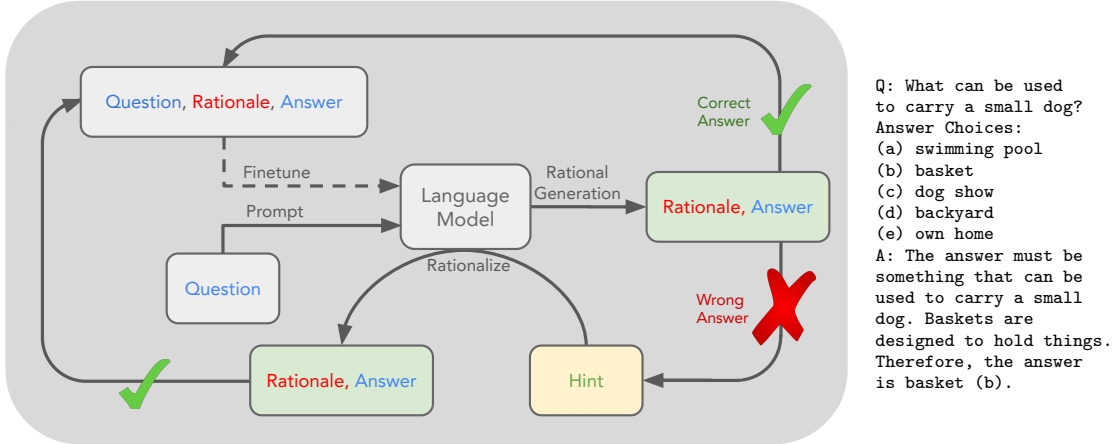 Question, Rationale, Answer
Correct
Answer
Finetune
Language
Model
Rational
Generation
Rationale, Answer
Prompt
Question
Rationalize
Wrong
Answer
Rationale, Answer
Hint
Q: What can be used
to carry a small dog?
Answer Choices:
(a) swimming pool
(b) basket
(c) dog show
(d) backyard
(e) own home
A: The answer must be
something that can be
used to carry a small
dog. Baskets are
designed to hold things.
Therefore, the answer
is basket (b).